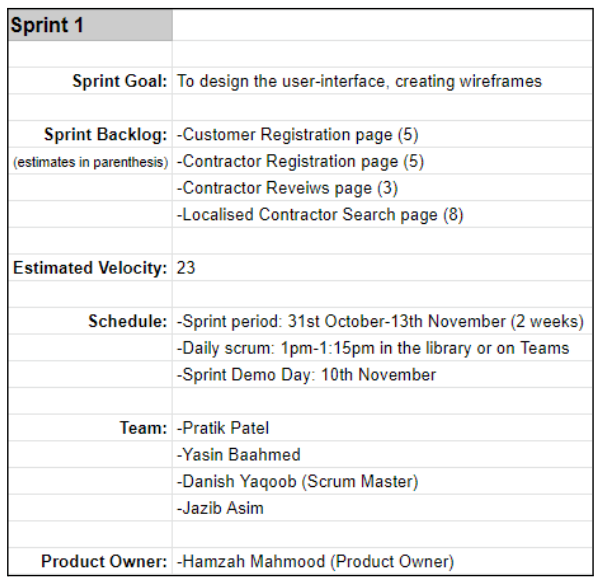 Sprint 1
Sprint Goal: To design the user-interface, creating wireframes
Sprint Backlog: -Customer Registration page (5)
(estimates in parenthesis) -Contractor Registration page (5)
-Contractor Reveiws page (3)
-Localised Contractor Search page (8)
Estimated Velocity: 23
Schedule: -Sprint period: 31st October-13th November (2 weeks)
-Daily scrum: 1pm-1:15pm in the library or on Teams
-Sprint Demo Day: 10th November
Team: -Pratik Patel
-Yasin Baahmed
-Danish Yaqoob (Scrum Master)
-Jazib Asim
Product Owner: -Hamzah Mahmood (Product Owner)